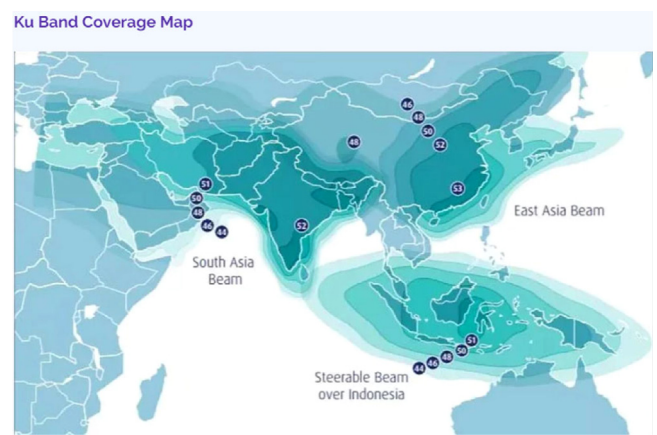 Ku Band Coverage Map
46
48
50
52
48
53
51
50
48
46
44
52
East Asia Beam
South Asia
Beam
51
50
48
46
44
Steerable Beam
over Indonesia